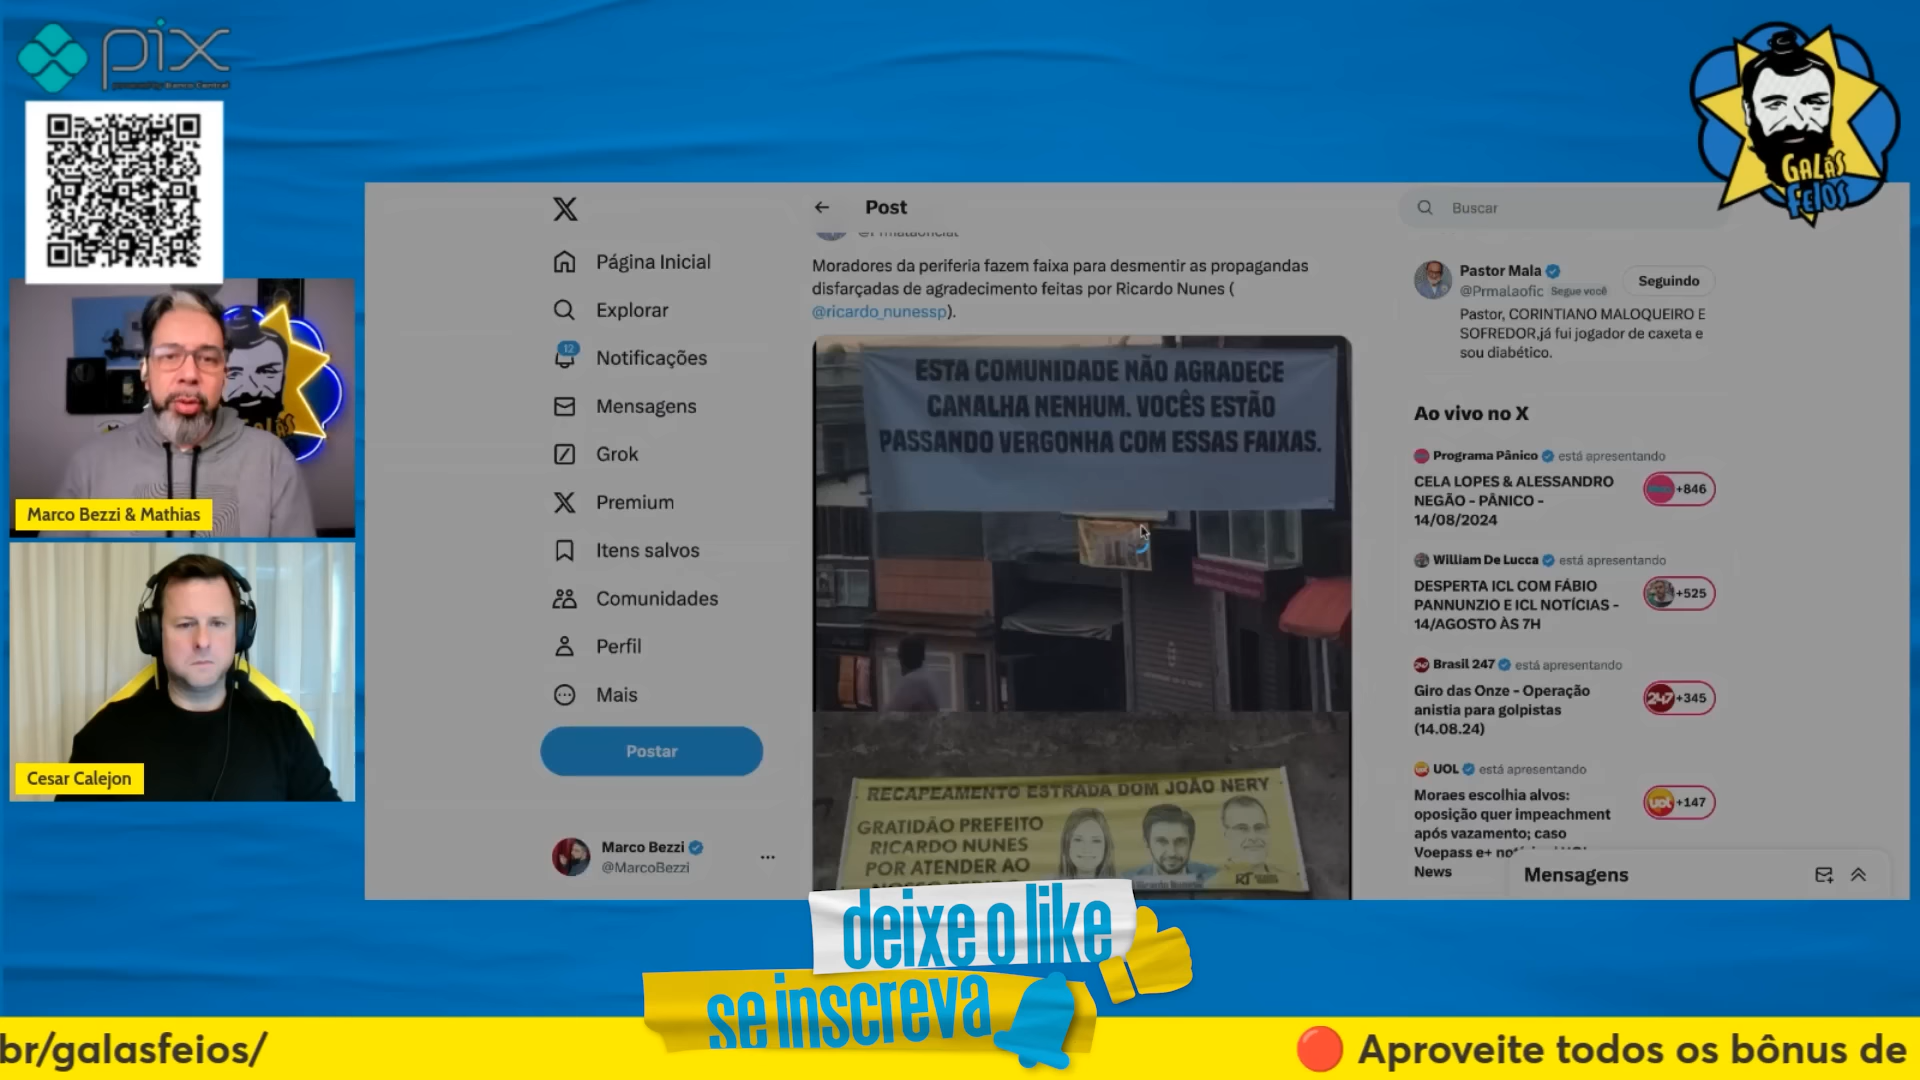 pix
powered by Banco Central
GALÃS
FEIOS
Marco Bezzi & Mathias
Cesar Calejon
Página Inicial
Explorar
12
Notificações
Mensagens
Grok
Premium
Itens salvos
Comunidades
Perfil
Mais
Postar
Marco Bezzi
@MarcoBezzi
Post
@Prmalaoficial
Moradores da periferia fazem faixa para desmentir as propagandas
disfarçadas de agradecimento feitas por Ricardo Nunes (
@ricardo_nunessp).
ESTA COMUNIDADE NÃO AGRADECE
CANALHA NENHUM. VOCÊS ESTÃO
PASSANDO VERGONHA COM ESSAS FAIXAS.
RECAPEAMENTO ESTRADA DOM JOÃO NERY
GRATIDÃO PREFEITO
RICARDO NUNES
POR ATENDER AO
Buscar
Pastor Mala
@Prmalaofic Segue você
Seguindo
Pastor, CORINTIANO MALOQUEIRO E
SOFREDOR,já fui jogador de caxeta e
sou diabético.
Ao vivo no X
Programa Pânico está apresentando
CELA LOPES & ALESSANDRO
NEGÃO - PÂNICO -
14/08/2024
+846
William De Lucca está apresentando
DESPERTA ICL COM FÁBIO
PANNUNZIO E ICL NOTÍCIAS -
14/AGOSTO ÀS 7H
+525
Brasil 247 está apresentando
Giro das Onze - Operação
anistia para golpistas
(14.08.24)
247
+345
UOL está apresentando
Moraes escolhia alvos:
oposição quer impeachment
após vazamento; caso
Voepass e+
News
UOL
+147
Mensagens
deixe o like
se inscreva
br/galasfeios/
Aproveite todos os bônus de